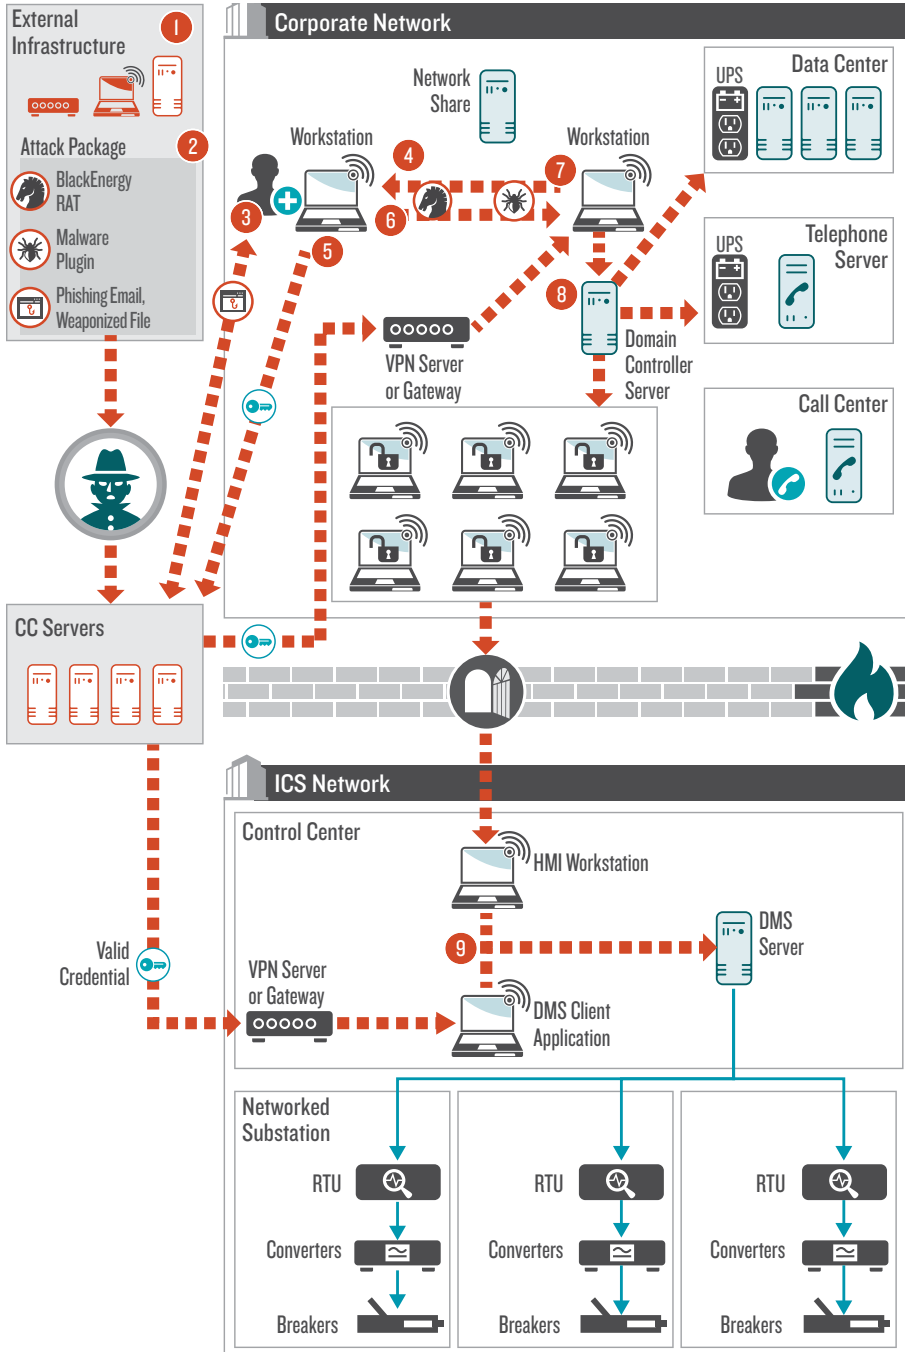 External
Infrastructure
1
Attack Package
2
BlackEnergy
RAT
Malware
Plugin
Phishing Email,
Weaponized File
CC Servers
Valid
Credential
Corporate Network
Network
Share
Workstation
Workstation
3
4
5
6
7
8
VPN Server
or Gateway
Domain
Controller
Server
UPS
Data Center
UPS
Telephone
Server
Call Center
ICS Network
Control Center
HMI Workstation
9
DMS
Server
VPN Server
or Gateway
DMS Client
Application
Networked
Substation
RTU
Converters
Breakers
RTU
Converters
Breakers
RTU
Converters
Breakers